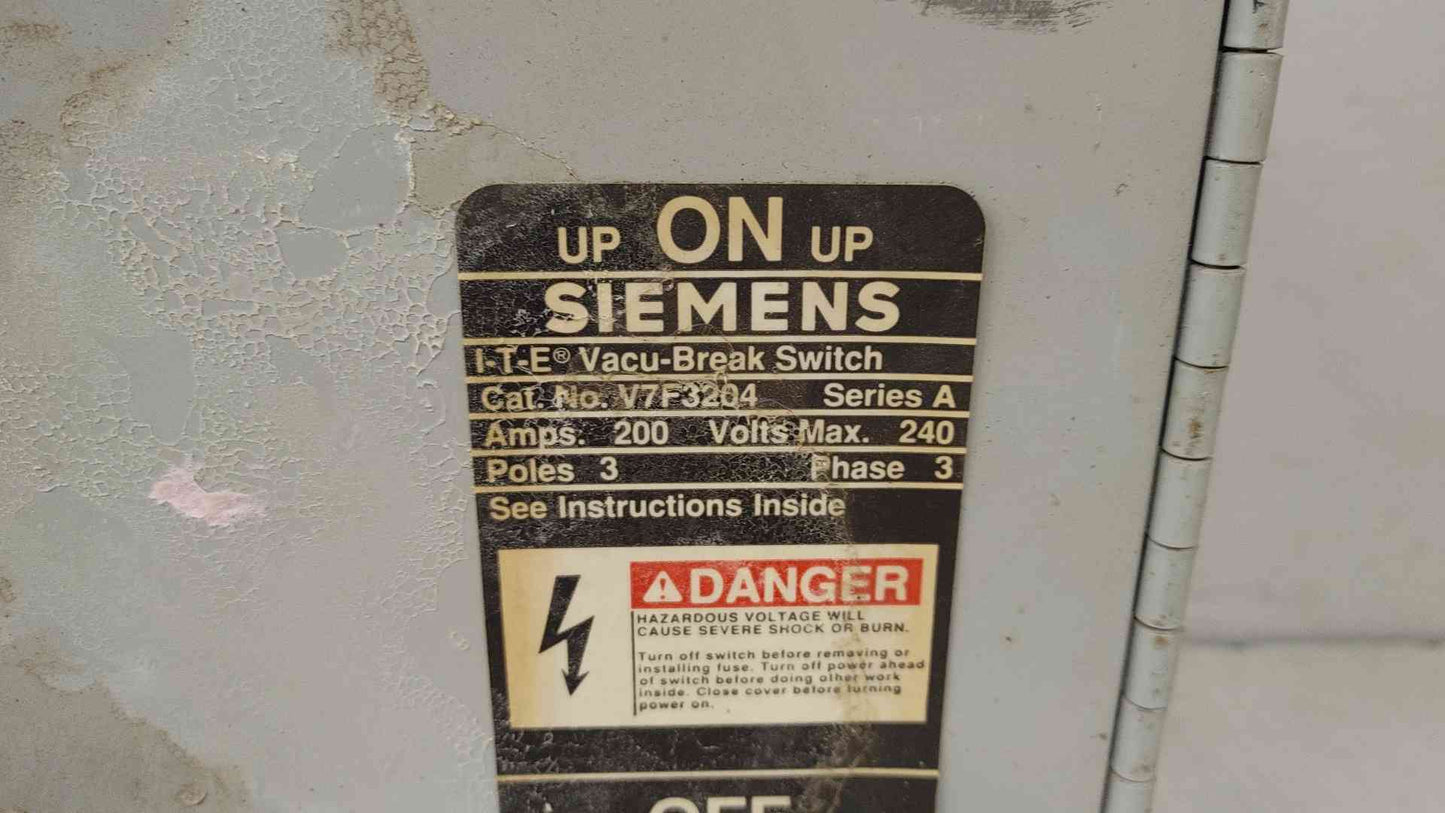 UP ON UP
SIEMENS
I-T-E® Vacu-Break Switch
Cat. No. V7F3204 Series A
Amps. 200 Volts Max. 240
Poles 3 Phase 3
See Instructions Inside
⚠DANGER
HAZARDOUS VOLTAGE WILL
CAUSE SEVERE SHOCK OR BURN.
Turn off switch before removing or
installing fuse. Turn off power ahead
of switch before doing other work
inside. Close cover before turning
power on.
OFF